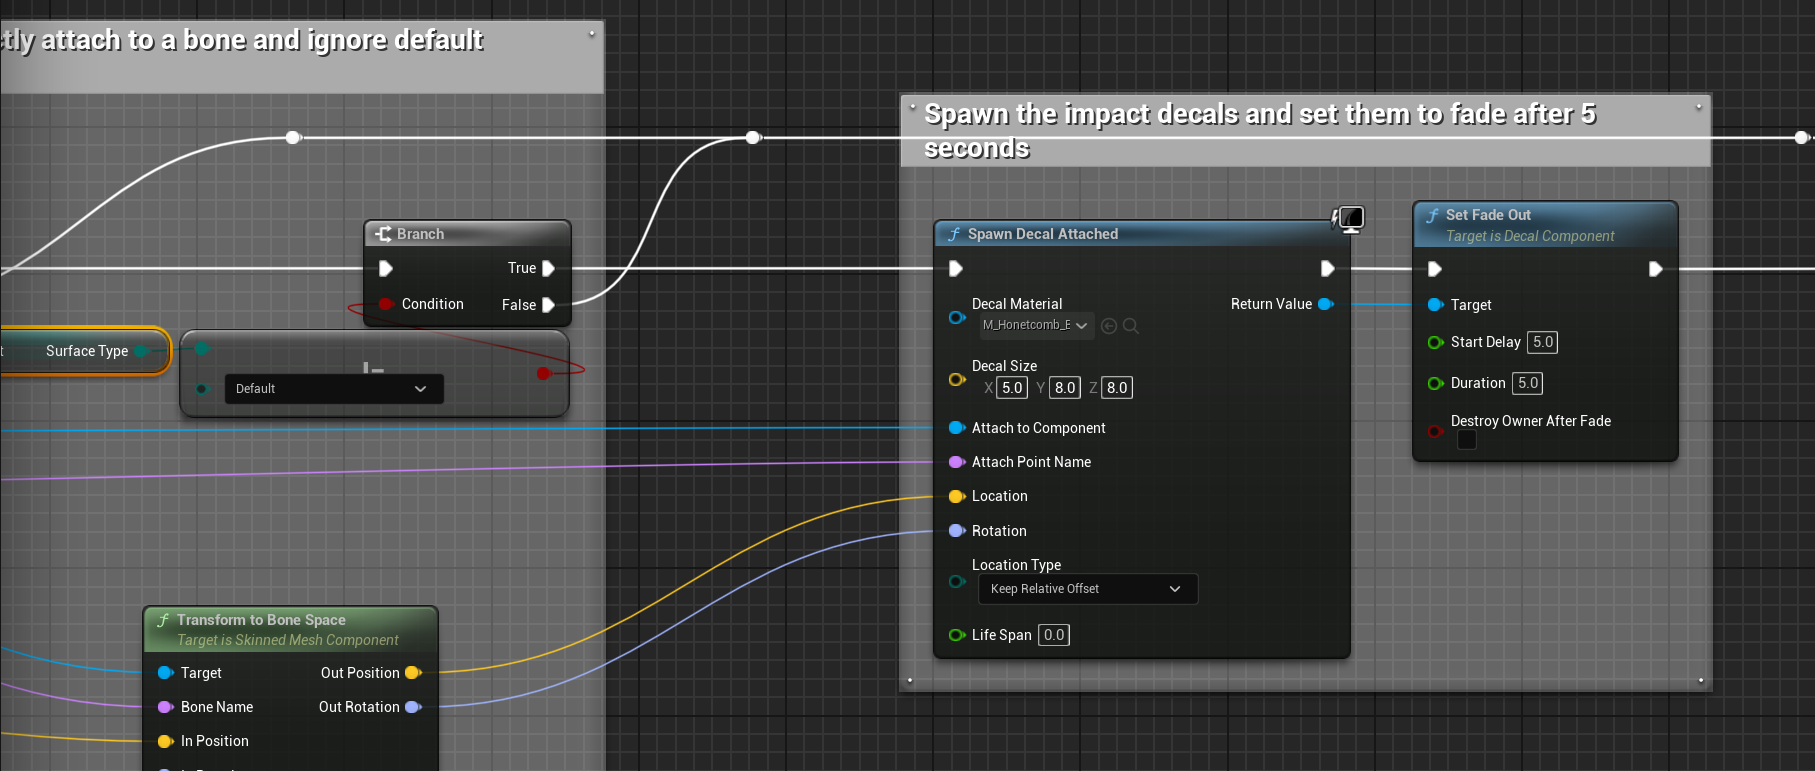 attach to a bone and ignore default
Spawn the impact decals and set them to fade after 5
seconds
Branch
True
Condition
False
Surface Type
!=
Default
Spawn Decal Attached
Decal Material
Return Value
M_Honetcomb_E
Decal Size
X 5.0 Y 8.0 Z 8.0
Attach to Component
Attach Point Name
Location
Rotation
Location Type
Keep Relative Offset
Life Span 0.0
Set Fade Out
Target is Decal Component
Target
Start Delay 5.0
Duration 5.0
Destroy Owner After Fade
Transform to Bone Space
Target is Skinned Mesh Component
Target
Out Position
Bone Name
Out Rotation
In Position